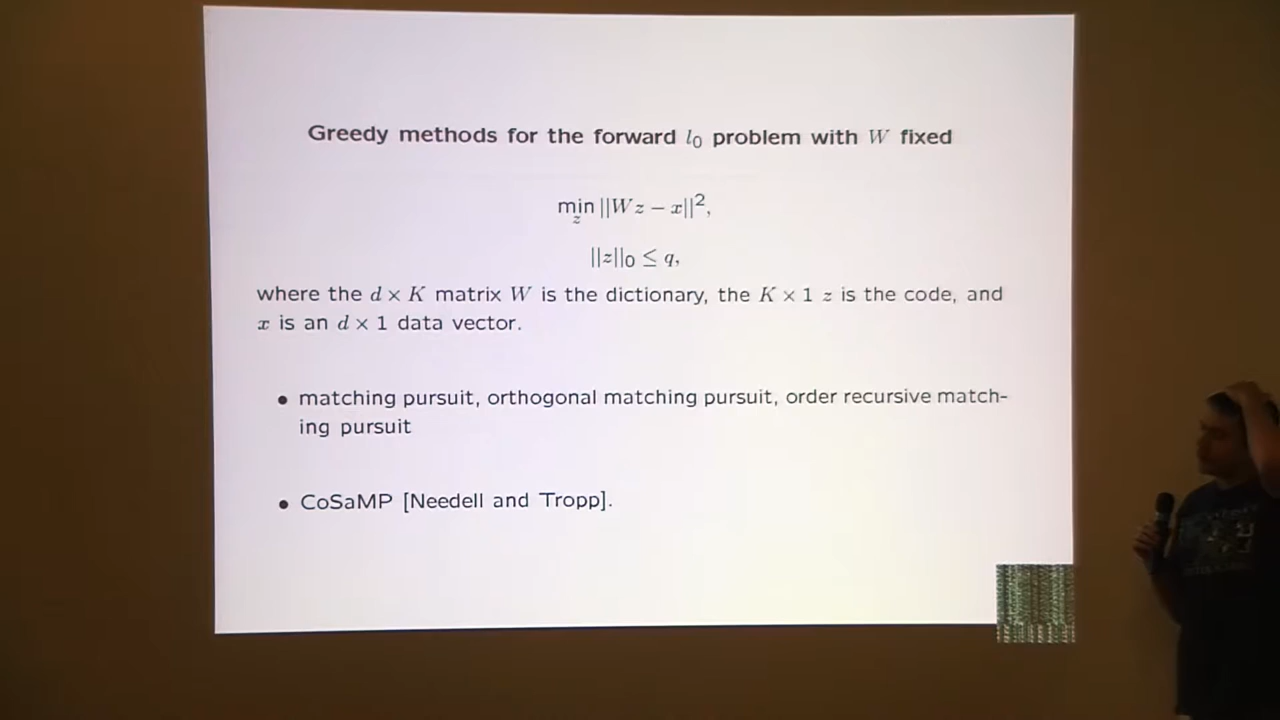 Greedy methods for the forward l₀ problem with W fixed
min_z ||Wz − x||²,
||z||₀ ≤ q,
where the d × K matrix W is the dictionary, the K × 1 z is the code, and
x is an d × 1 data vector.
• matching pursuit, orthogonal matching pursuit, order recursive match-
ing pursuit
• CoSaMP [Needell and Tropp].